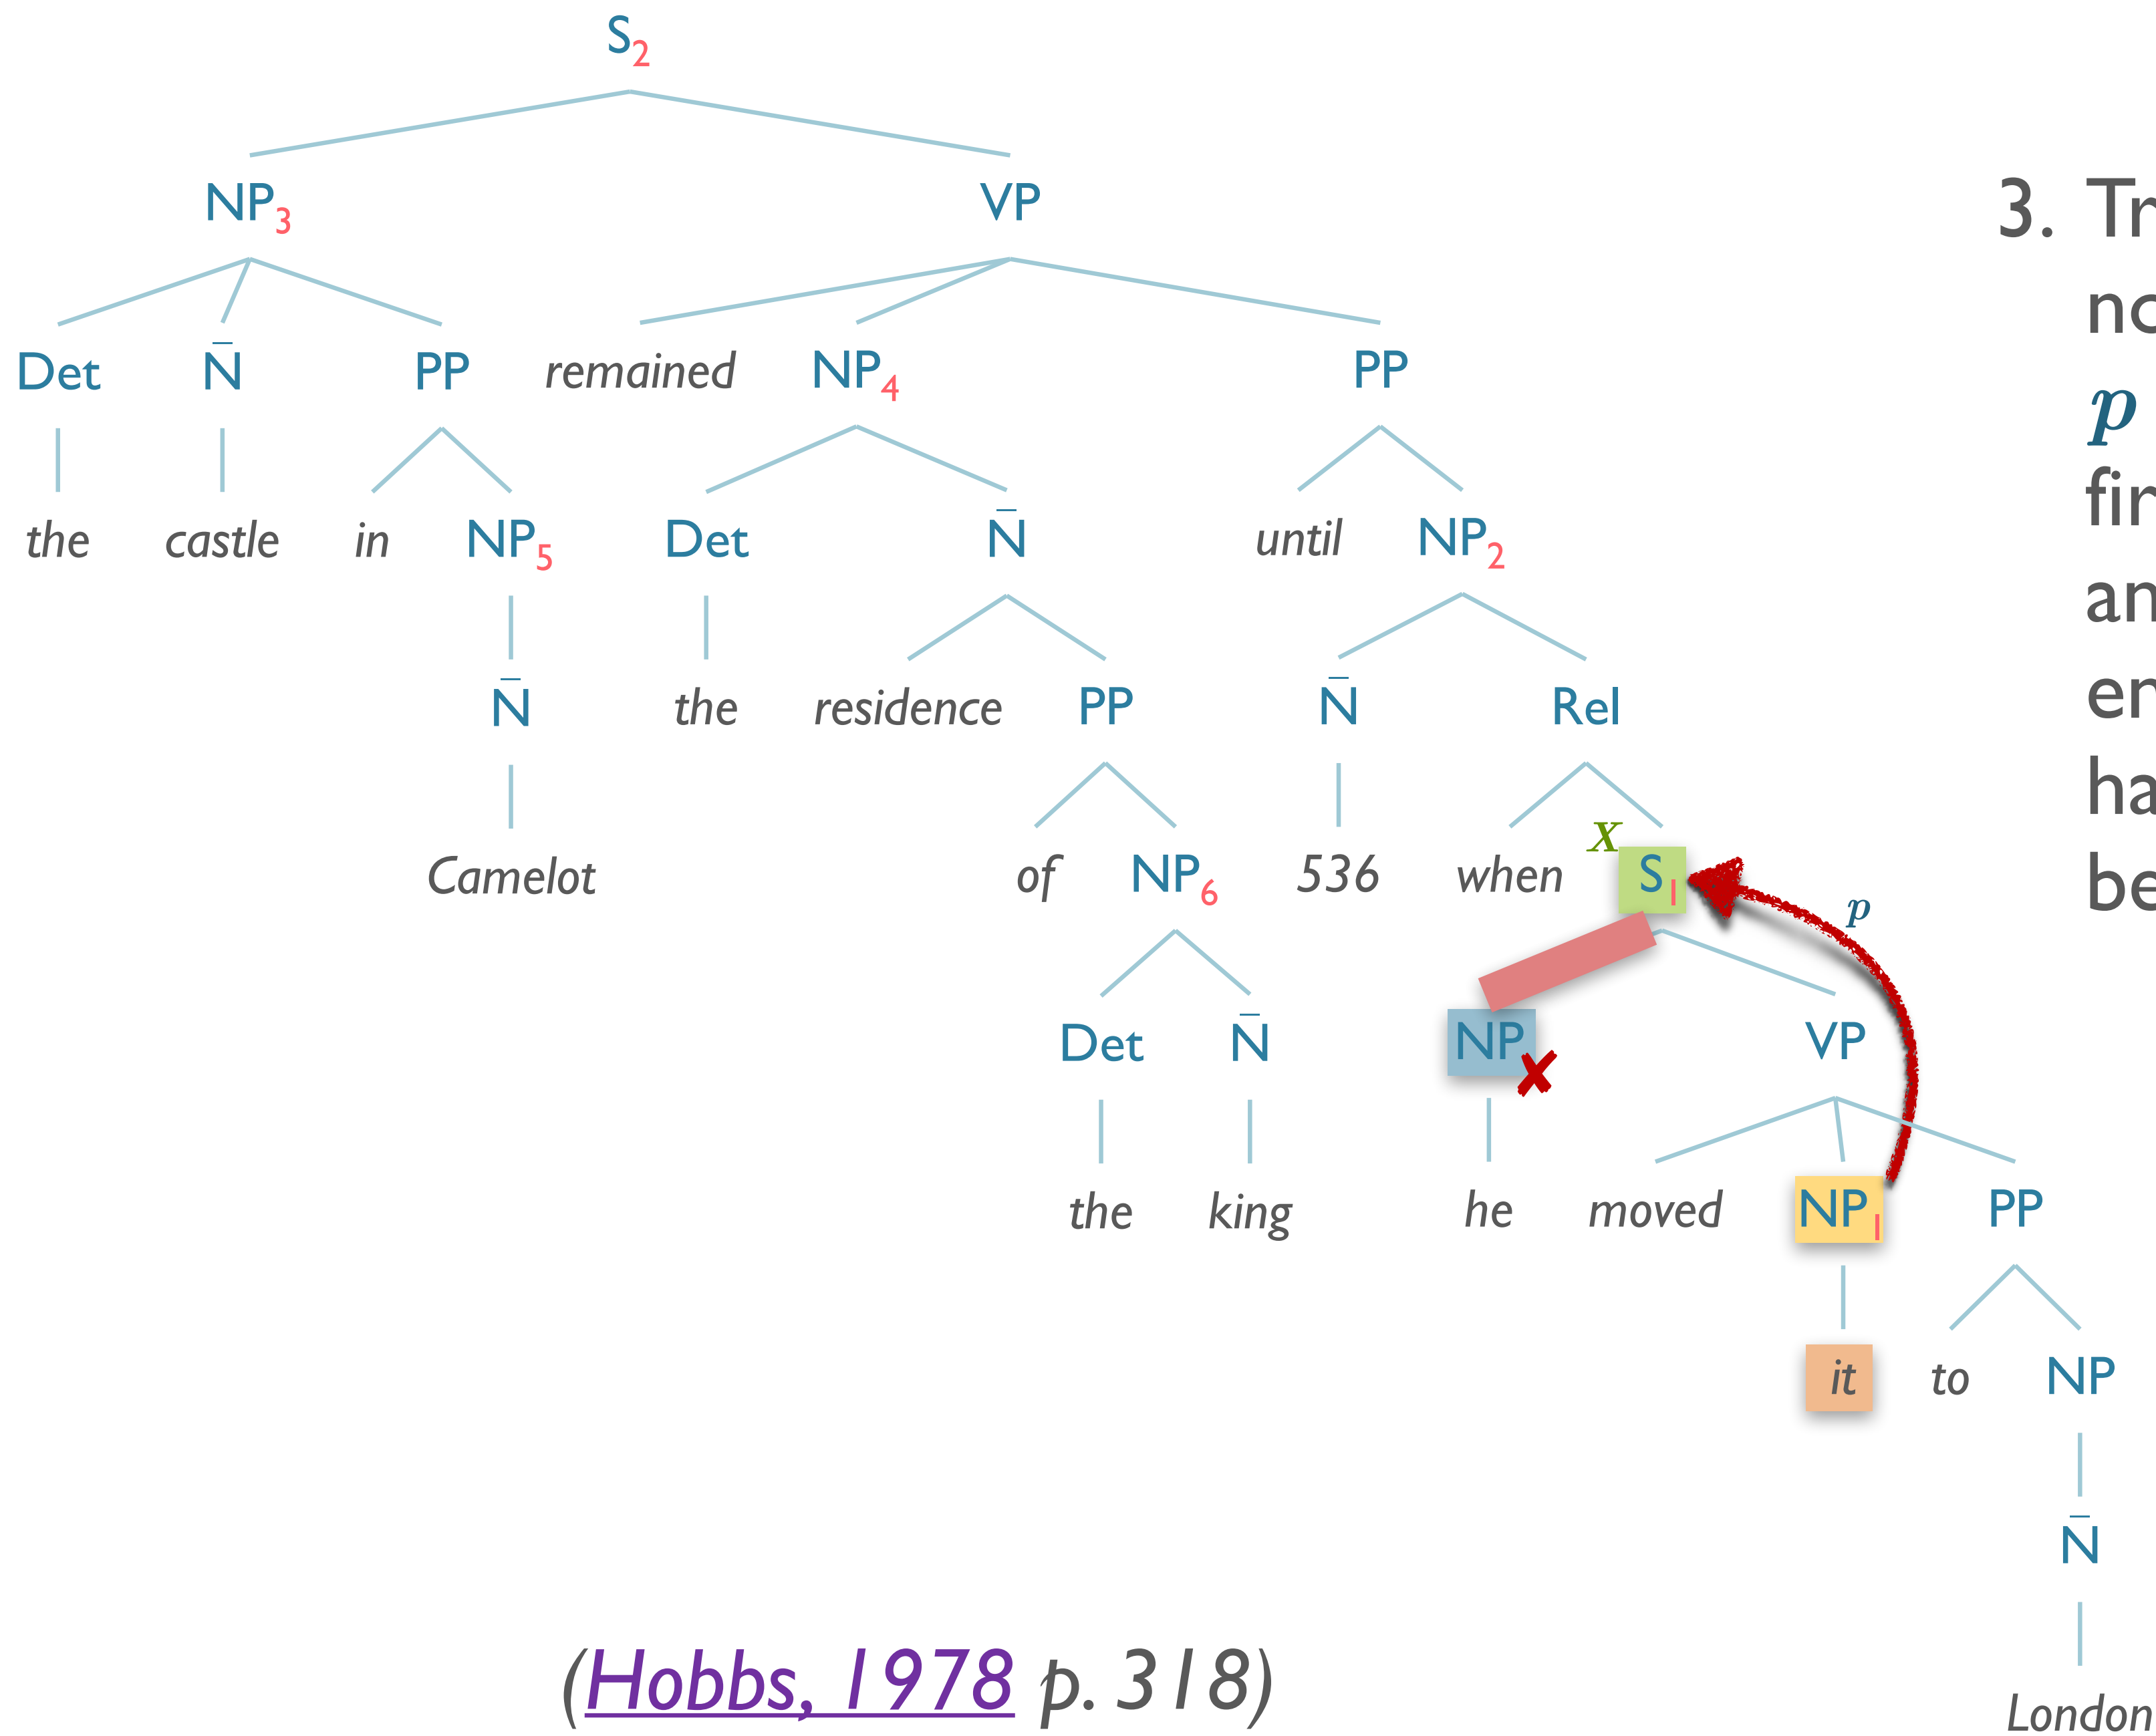 S2
NP3 VP
Det N̄ PP remained NP4 PP
the castle in NP5 Det N̄ until NP2
N̄ the residence PP N̄ Rel
Camelot of NP6 536 when X S1
p
Det N̄ NP ✘ VP
the king he moved NP1 PP
it to NP
N̄
London
3.
p
(Hobbs, 1978 p. 318)